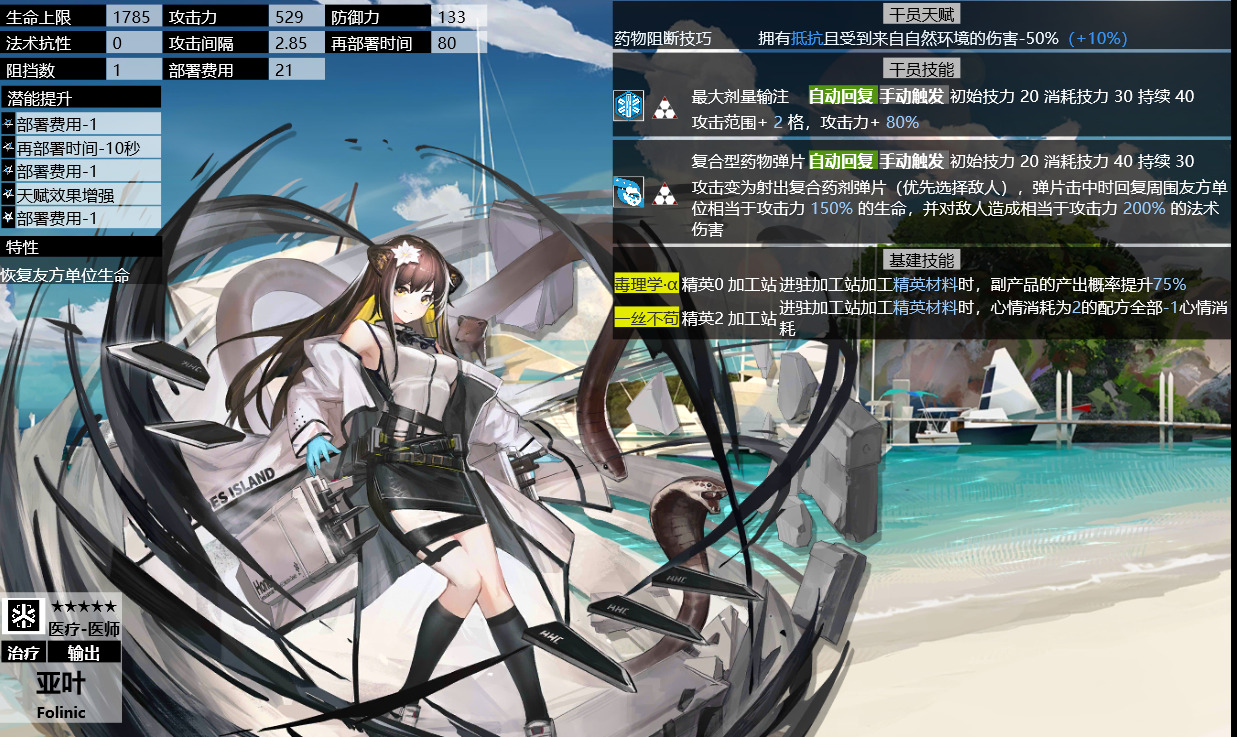 生命上限 1785 攻击力 529 防御力 133
法术抗性 0 攻击间隔 2.85 再部署时间 80
阻挡数 1 部署费用 21
潜能提升
部署费用-1
再部署时间-10秒
部署费用-1
天赋效果增强
部署费用-1
特性
恢复友方单位生命
干员天赋
药物阻断技巧 拥有抵抗且受到来自自然环境的伤害-50%（+10%）
干员技能
最大剂量输注 自动回复 手动触发 初始技力 20 消耗技力 30 持续 40
攻击范围+ 2 格，攻击力+ 80%
复合型药物弹片 自动回复 手动触发 初始技力 20 消耗技力 40 持续 30
攻击变为射出复合药剂弹片（优先选择敌人），弹片击中时回复周围友方单
位相当于攻击力 150% 的生命，并对敌人造成相当于攻击力 200% 的法术
伤害
基建技能
毒理学·α 精英0 加工站 进驻加工站加工精英材料时，副产品的产出概率提升75%
一丝不苟 精英2 加工站 进驻加工站加工精英材料时，心情消耗为2的配方全部-1心情消
耗
ES ISLAND
HHC
HHC
HHC
HHC
★★★★★
医疗-医师
治疗 输出
亚叶
Folinic